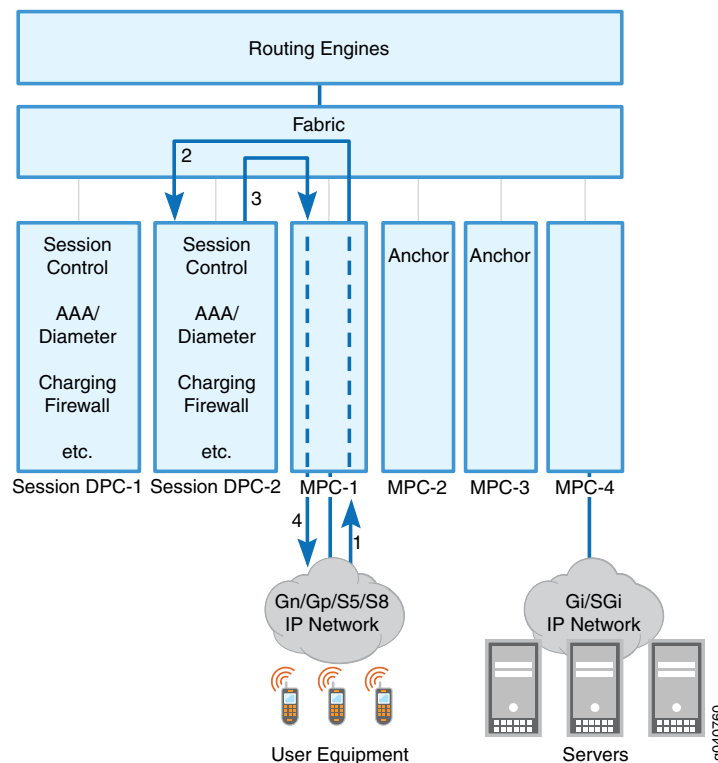 Routing Engines
Fabric
2
3
Session
Control
AAA/
Diameter
Charging
Firewall
etc.
Session
Control
AAA/
Diameter
Charging
Firewall
etc.
Anchor
Anchor
Session DPC-1
Session DPC-2
MPC-1
MPC-2
MPC-3
MPC-4
4
1
Gn/Gp/S5/S8
IP Network
Gi/SGi
IP Network
User Equipment
Servers
g040760